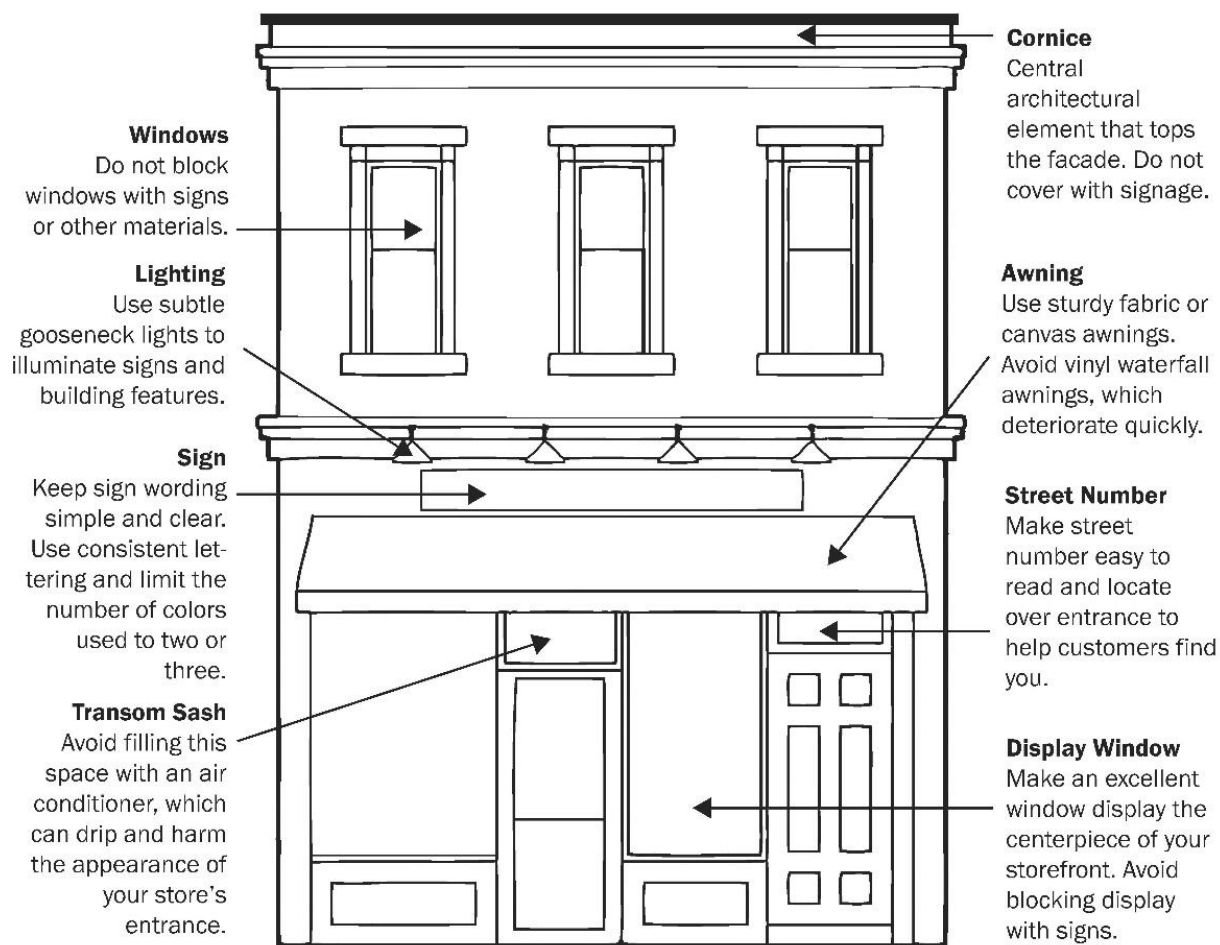 Windows
Do not block
windows with signs
or other materials.
Lighting
Use subtle
gooseneck lights to
illuminate signs and
building features.
Sign
Keep sign wording
simple and clear.
Use consistent let-
tering and limit the
number of colors
used to two or
three.
Transom Sash
Avoid filling this
space with an air
conditioner, which
can drip and harm
the appearance of
your store's
entrance.
Cornice
Central
architectural
element that tops
the facade. Do not
cover with signage.
Awning
Use sturdy fabric or
canvas awnings.
Avoid vinyl waterfall
awnings, which
deteriorate quickly.
Street Number
Make street
number easy to
read and locate
over entrance to
help customers find
you.
Display Window
Make an excellent
window display the
centerpiece of your
storefront. Avoid
blocking display
with signs.